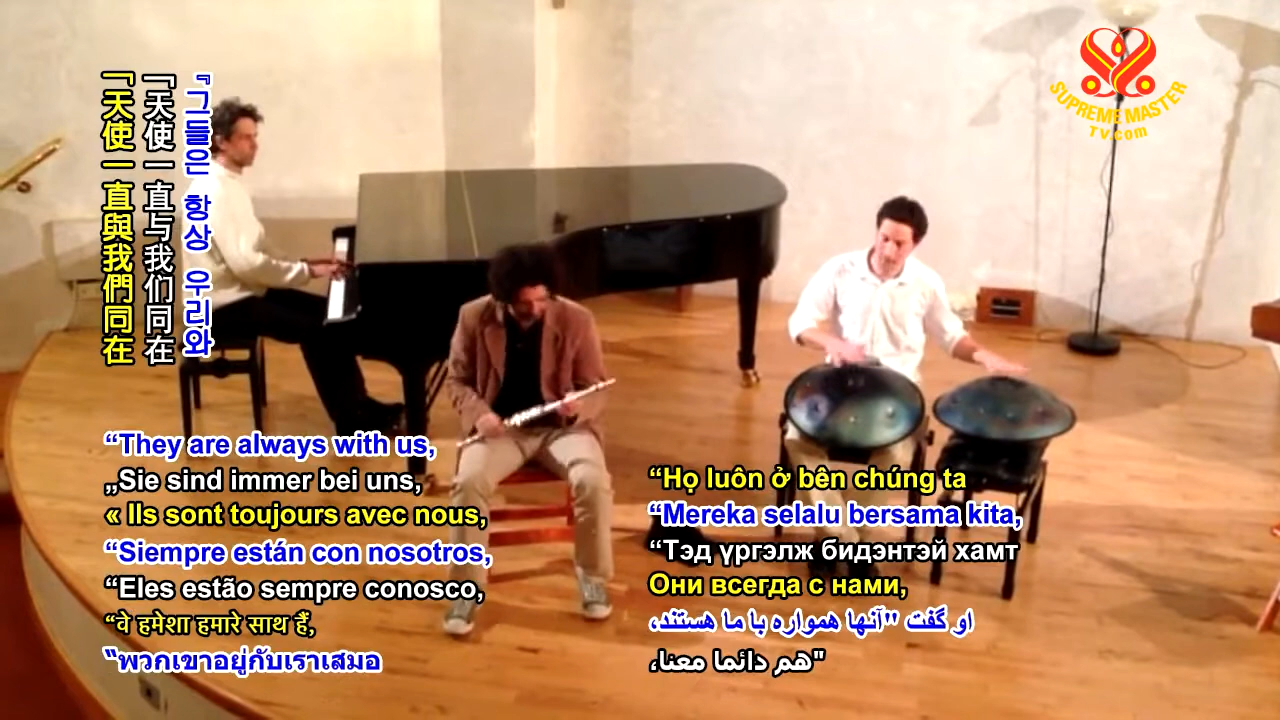 『그들은 항상 우리와
「天使一直与我们同在
「天使一直與我們同在
SUPREME MASTER
TV.com
“They are always with us,
„Sie sind immer bei uns,
« Ils sont toujours avec nous,
“Siempre están con nosotros,
“Eles estão sempre conosco,
“वे हमेशा हमारे साथ हैं,
“พวกเขาอยู่กับเราเสมอ
“Họ luôn ở bên chúng ta
“Mereka selalu bersama kita,
“Тэд үргэлж бидэнтэй хамт
Они всегда с нами,
او گفت "آنها همواره با ما هستند،
"هم دائما معنا،